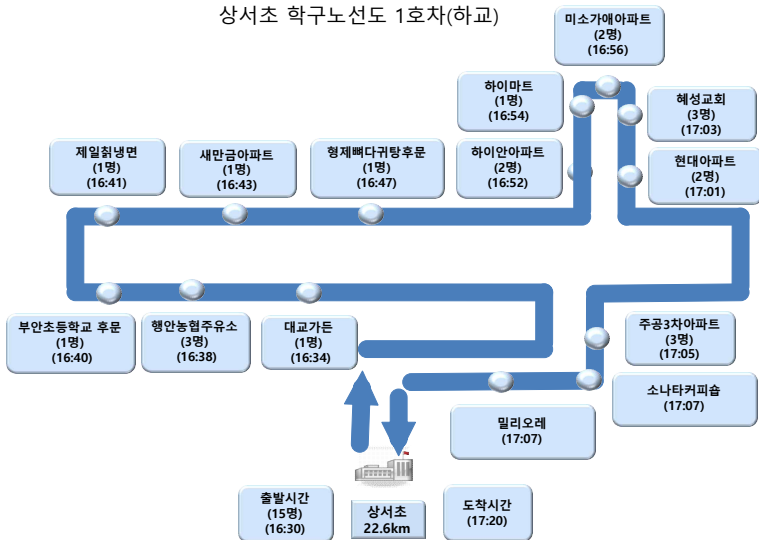 상서초 학구노선도 1호차(하교)
미소가애아파트
(2명)
(16:56)
하이마트
(1명)
(16:54)
혜성교회
(3명)
(17:03)
제일칡냉면
(1명)
(16:41)
새만금아파트
(1명)
(16:43)
형제뼈다귀탕후문
(1명)
(16:47)
하이안아파트
(2명)
(16:52)
현대아파트
(2명)
(17:01)
부안초등학교 후문
(1명)
(16:40)
행안농협주유소
(3명)
(16:38)
대교가든
(1명)
(16:34)
주공3차아파트
(3명)
(17:05)
소나타커피숍
(17:07)
밀리오레
(17:07)
출발시간
(15명)
(16:30)
상서초
22.6km
도착시간
(17:20)